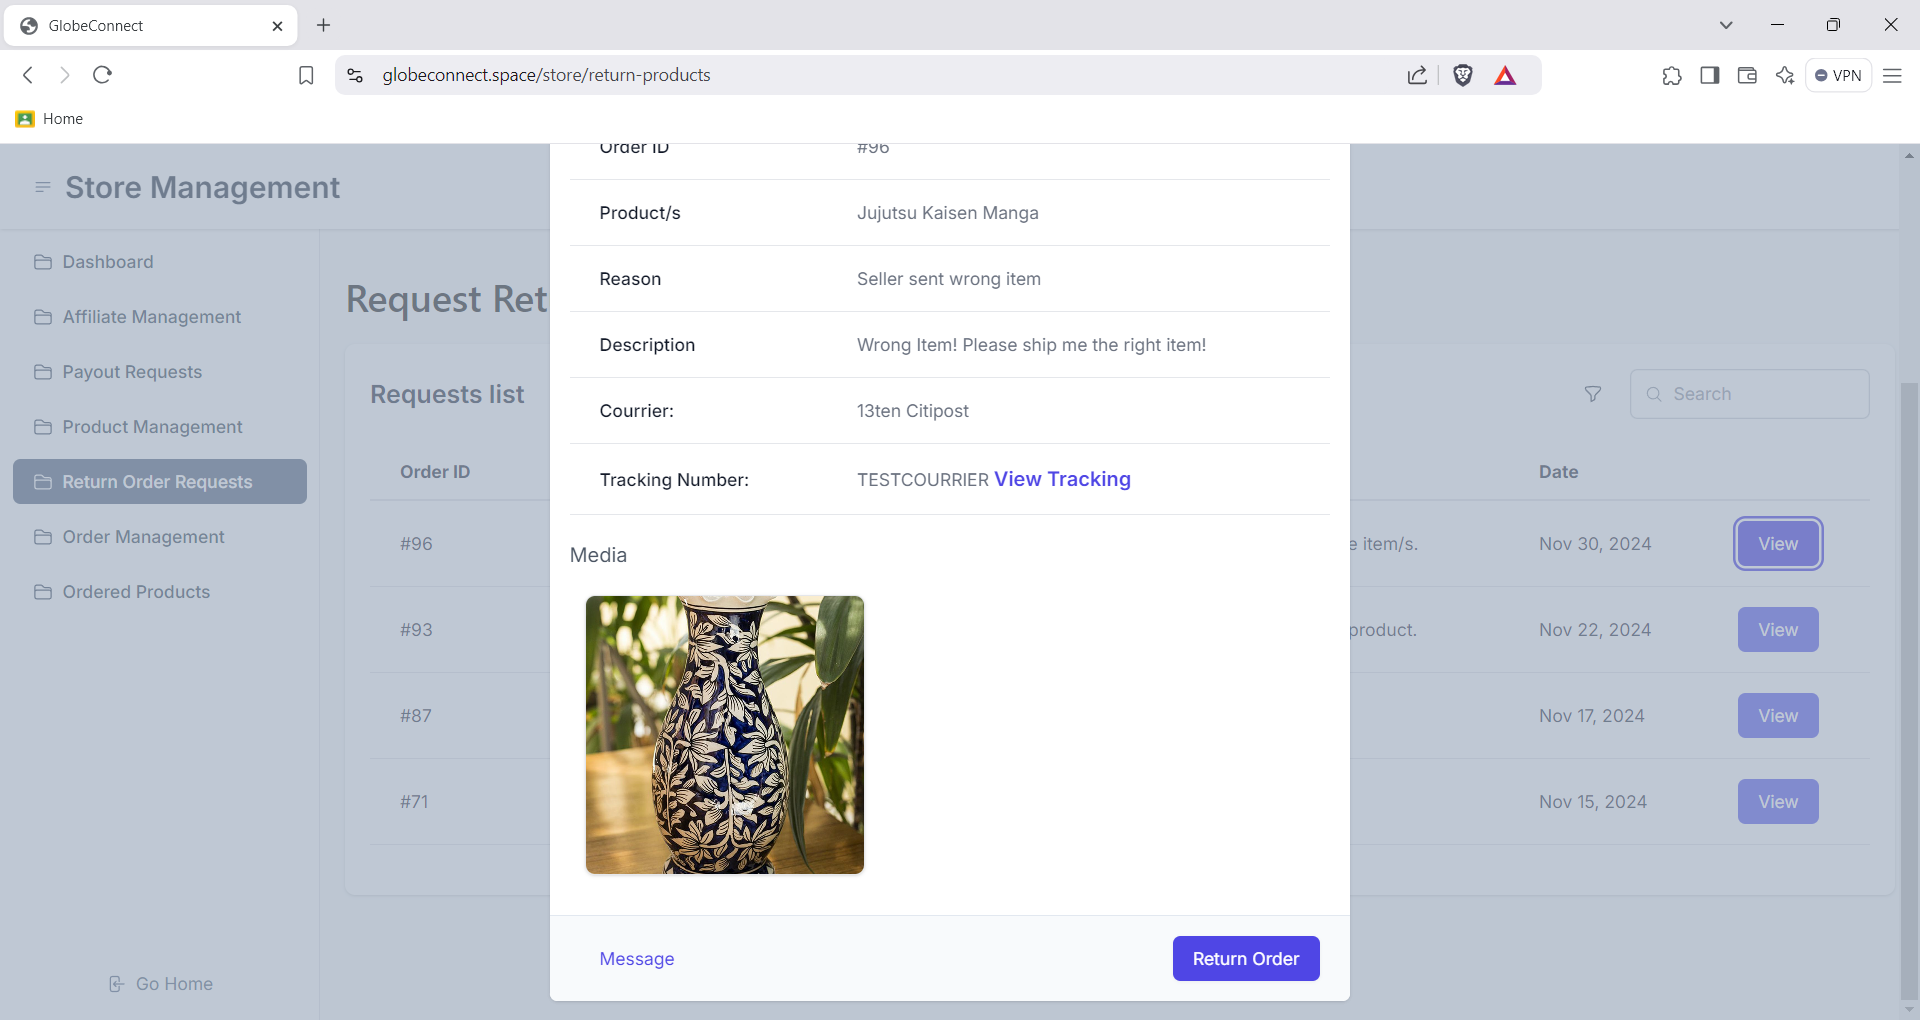 GlobeConnect
globeconnect.space/store/return-products
VPN
Home
Store Management
Dashboard
Affiliate Management
Payout Requests
Product Management
Return Order Requests
Order Management
Ordered Products
Go Home
Request Ret
Requests list
Search
Order ID
Date
#96
e item/s.
Nov 30, 2024
View
#93
product.
Nov 22, 2024
View
#87
Nov 17, 2024
View
#71
Nov 15, 2024
View
Order ID #96
Product/s Jujutsu Kaisen Manga
Reason Seller sent wrong item
Description Wrong Item! Please ship me the right item!
Courrier: 13ten Citipost
Tracking Number: TESTCOURRIER View Tracking
Media
Message
Return Order